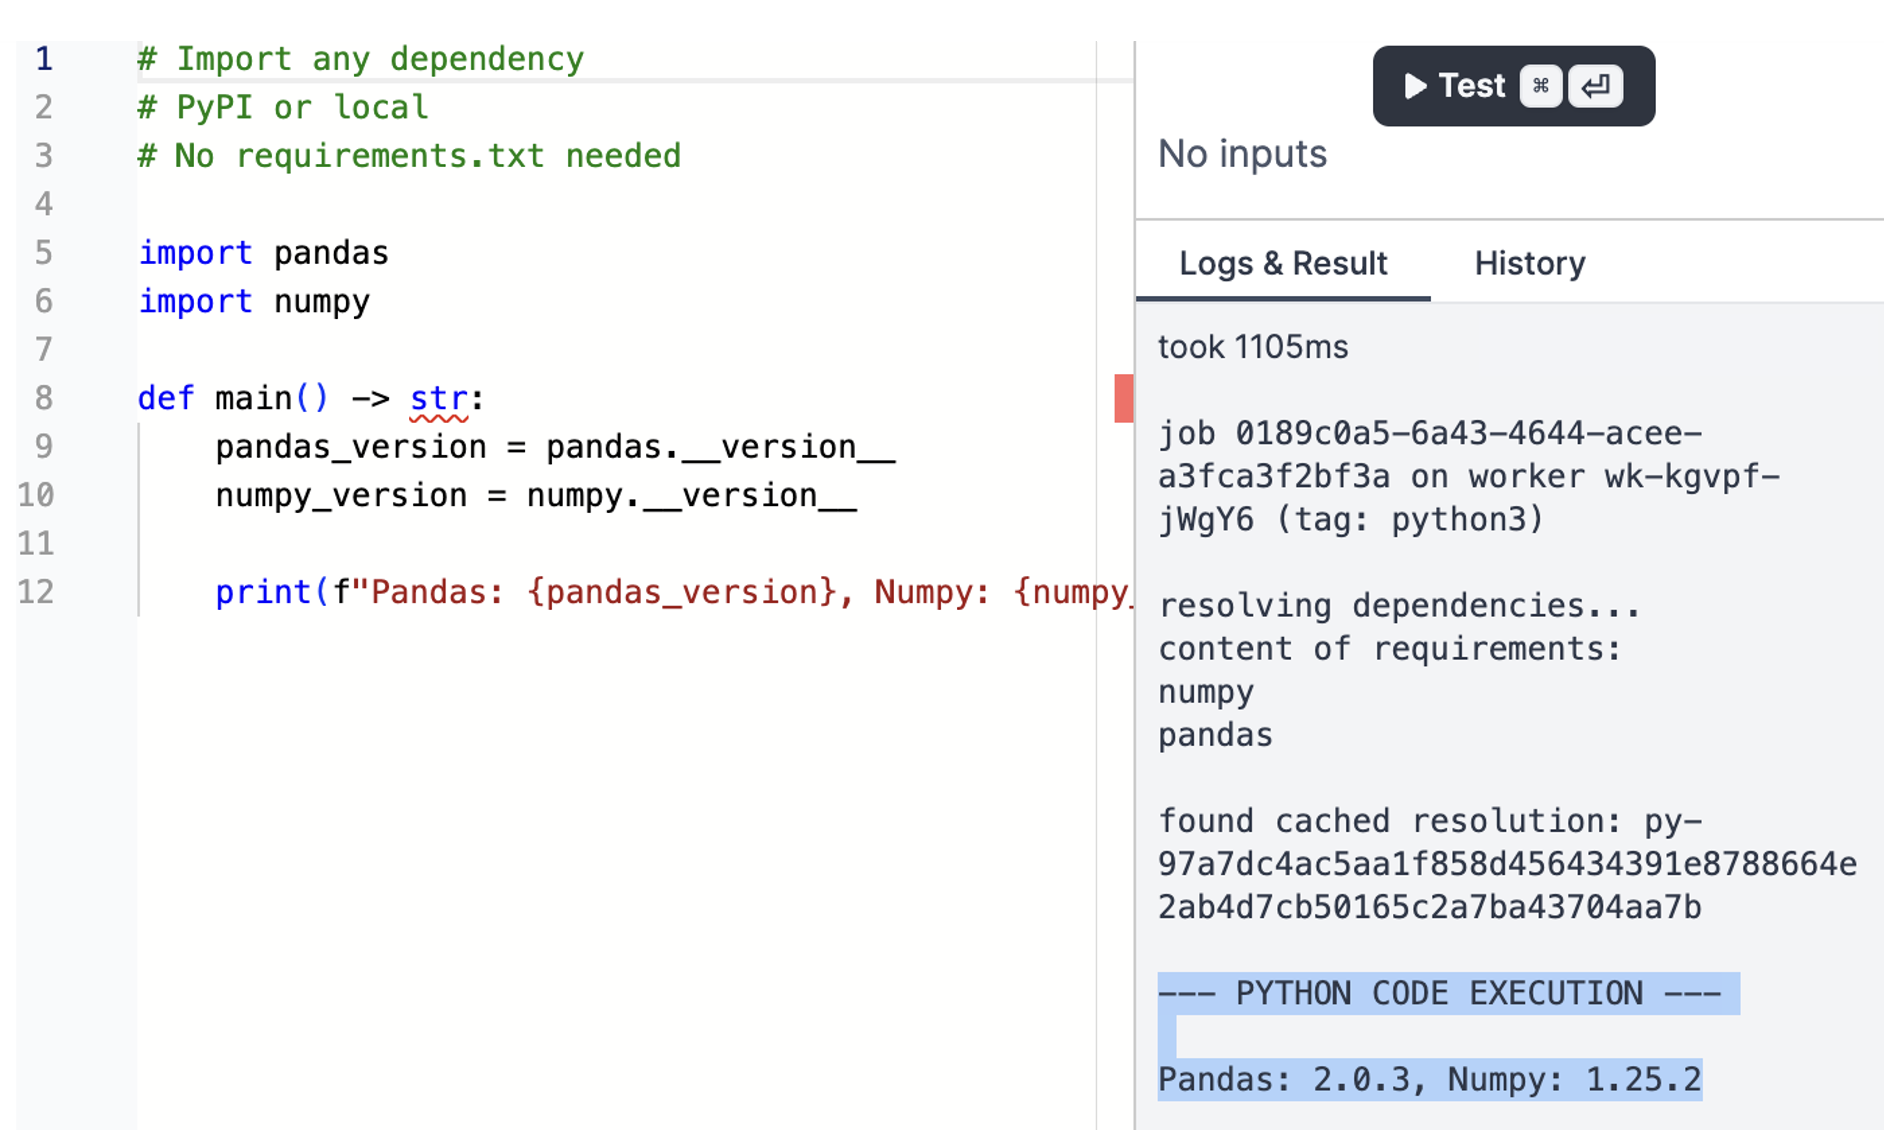 1 # Import any dependency
2 # PyPI or local
3 # No requirements.txt needed
4
5 import pandas
6 import numpy
7
8 def main() -> str:
9     pandas_version = pandas.__version__
10     numpy_version = numpy.__version__
11
12     print(f"Pandas: {pandas_version}, Numpy: {numpy_
Test ⌘ ⏎
No inputs
Logs & Result History
took 1105ms
job 0189c0a5-6a43-4644-acee-
a3fca3f2bf3a on worker wk-kgvpf-
jWgY6 (tag: python3)
resolving dependencies...
content of requirements:
numpy
pandas
found cached resolution: py-
97a7dc4ac5aa1f858d456434391e8788664e
2ab4d7cb50165c2a7ba43704aa7b
--- PYTHON CODE EXECUTION ---
Pandas: 2.0.3, Numpy: 1.25.2